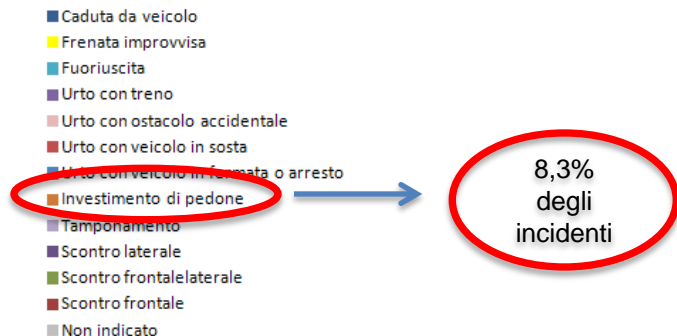 Caduta da veicolo
Frenata improvvisa
Fuoriuscita
Urto con treno
Urto con ostacolo accidentale
Urto con veicolo in sosta
Urto con veicolo in fermata o arresto
Investimento di pedone
Tamponamento
Scontro laterale
Scontro frontalelaterale
Scontro frontale
Non indicato
8,3%
degli
incidenti